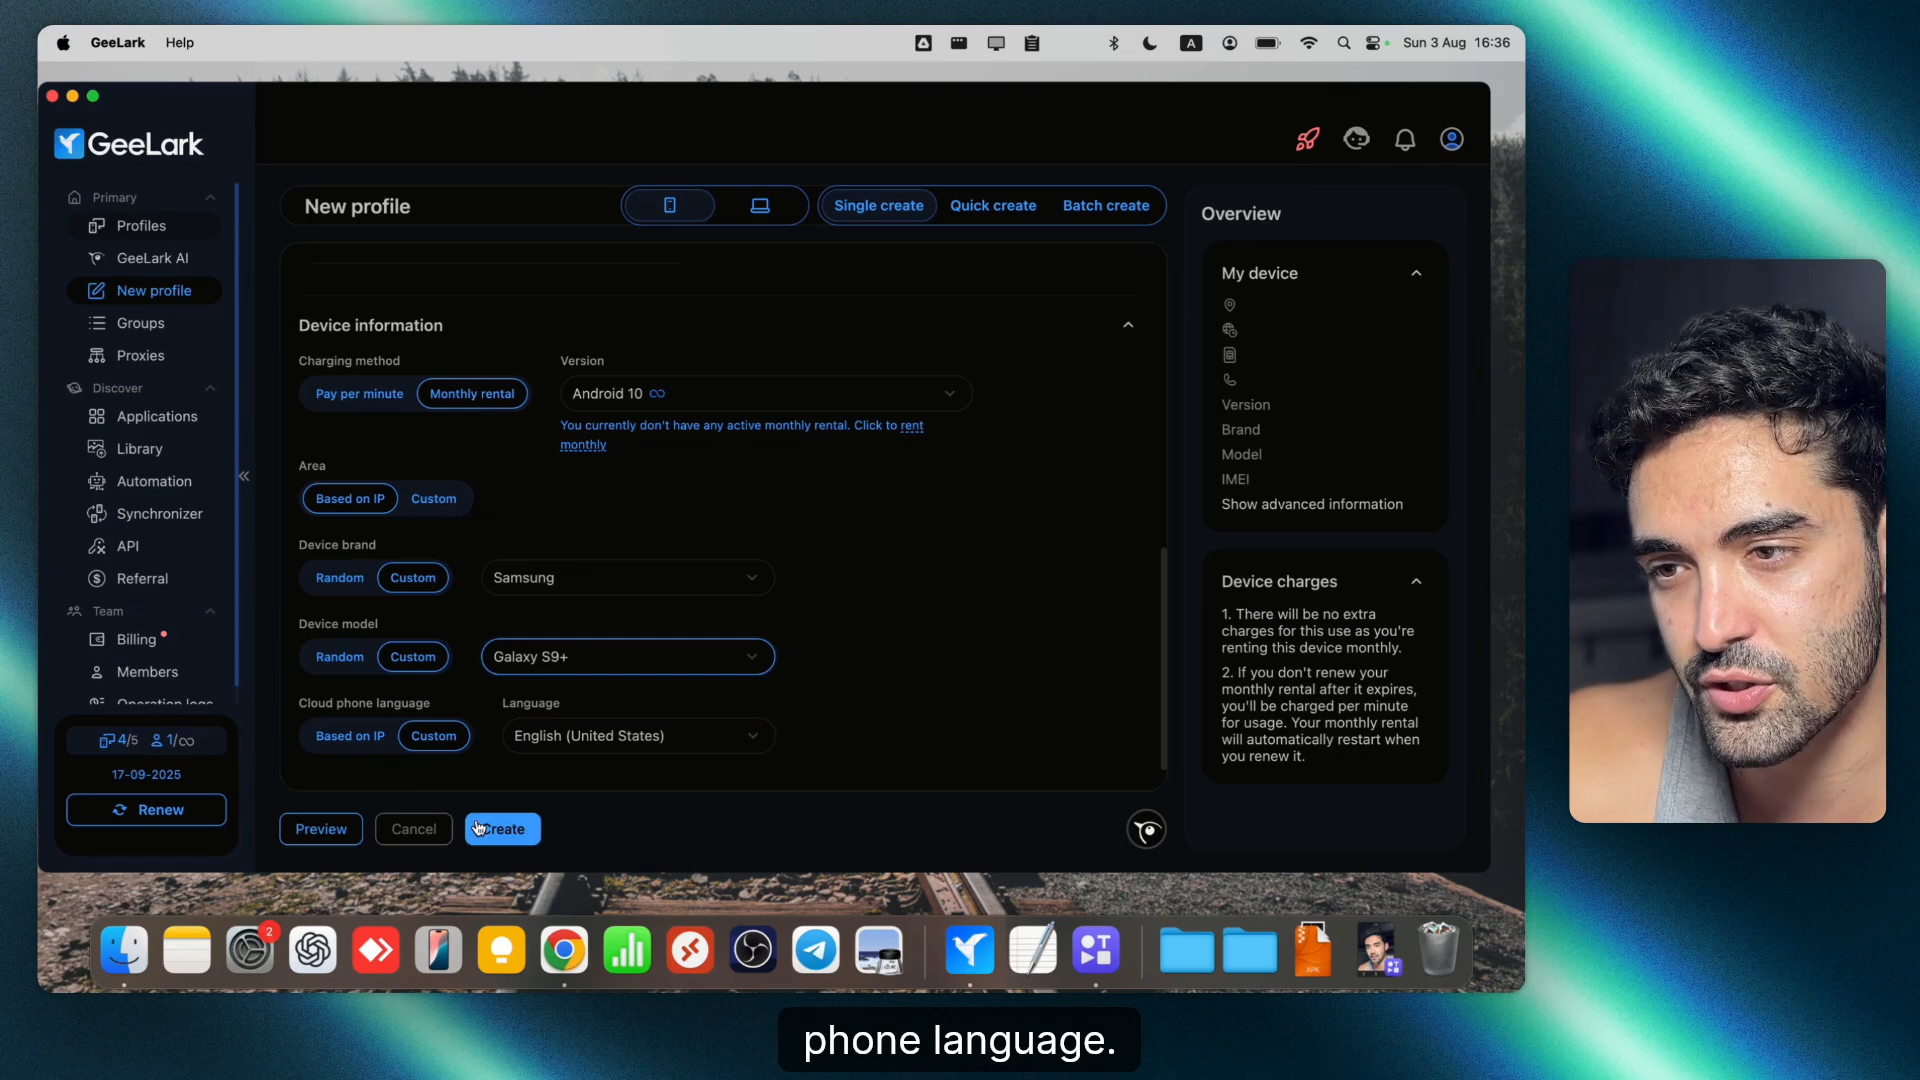 GeeLark Help
A
Sun 3 Aug 16:36
GeeLark
Primary
Profiles
GeeLark AI
New profile
Groups
Proxies
Discover
Applications
Library
Automation
Synchronizer
API
Referral
Team
Billing
Members
Operation logs
4/5 1/∞
17-09-2025
Renew
New profile
Single create
Quick create
Batch create
Device information
Charging method
Pay per minute
Monthly rental
Version
Android 10
You currently don't have any active monthly rental. Click to rent
monthly
Area
Based on IP
Custom
Device brand
Random
Custom
Samsung
Device model
Random
Custom
Galaxy S9+
Cloud phone language
Based on IP
Custom
Language
English (United States)
Preview
Cancel
Create
Overview
My device
Version
Brand
Model
IMEI
Show advanced information
Device charges
1. There will be no extra
charges for this use as you're
renting this device monthly.
2. If you don't renew your
monthly rental after it expires,
you'll be charged per minute
for usage. Your monthly rental
will automatically restart when
you renew it.
2
APK
phone language.